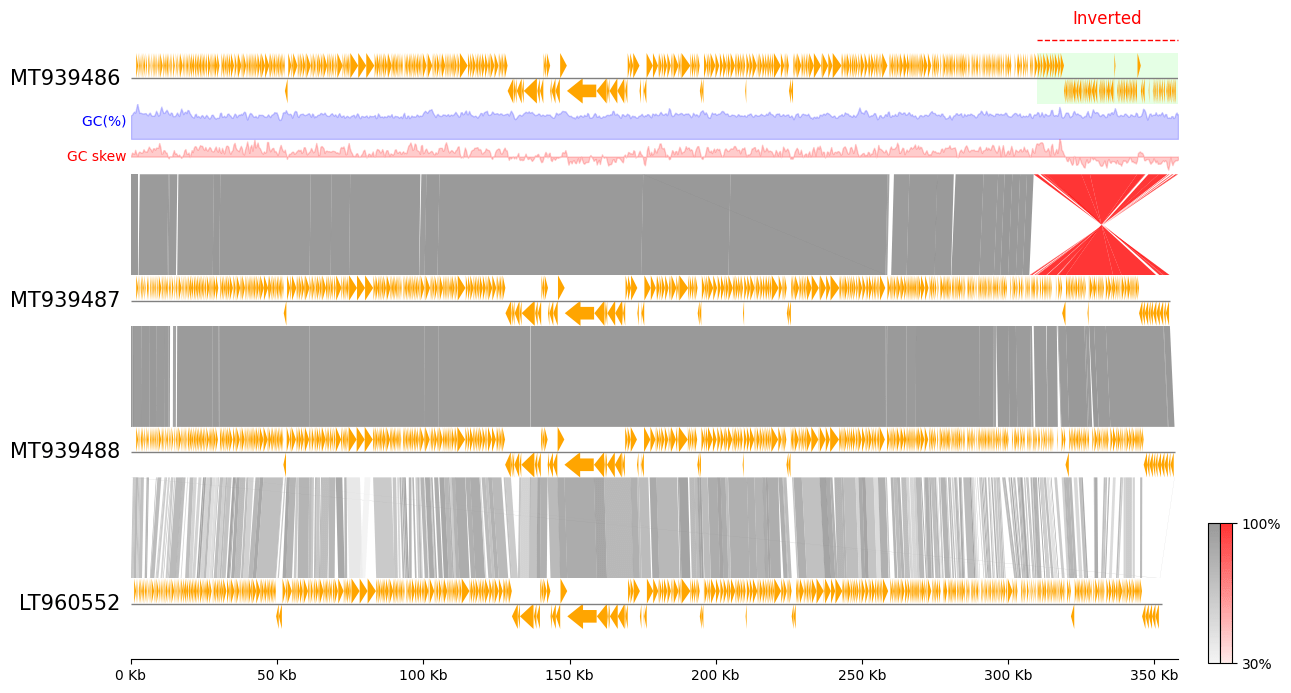 Inverted
MT939486
GC(%)
GC skew
MT939487
MT939488
LT960552
100%
30%
0 Kb 50 Kb 100 Kb 150 Kb 200 Kb 250 Kb 300 Kb 350 Kb